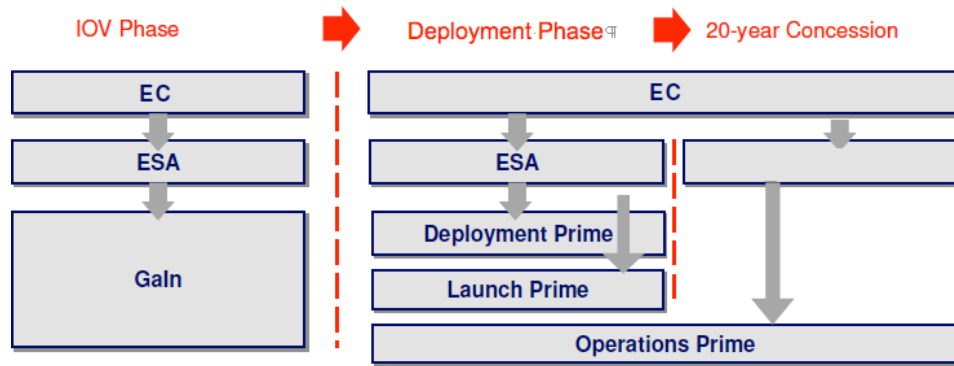 IOV Phase
Deployment Phase¶
20-year Concession
EC
EC
ESA
ESA
GaIn
Deployment Prime
Launch Prime
Operations Prime